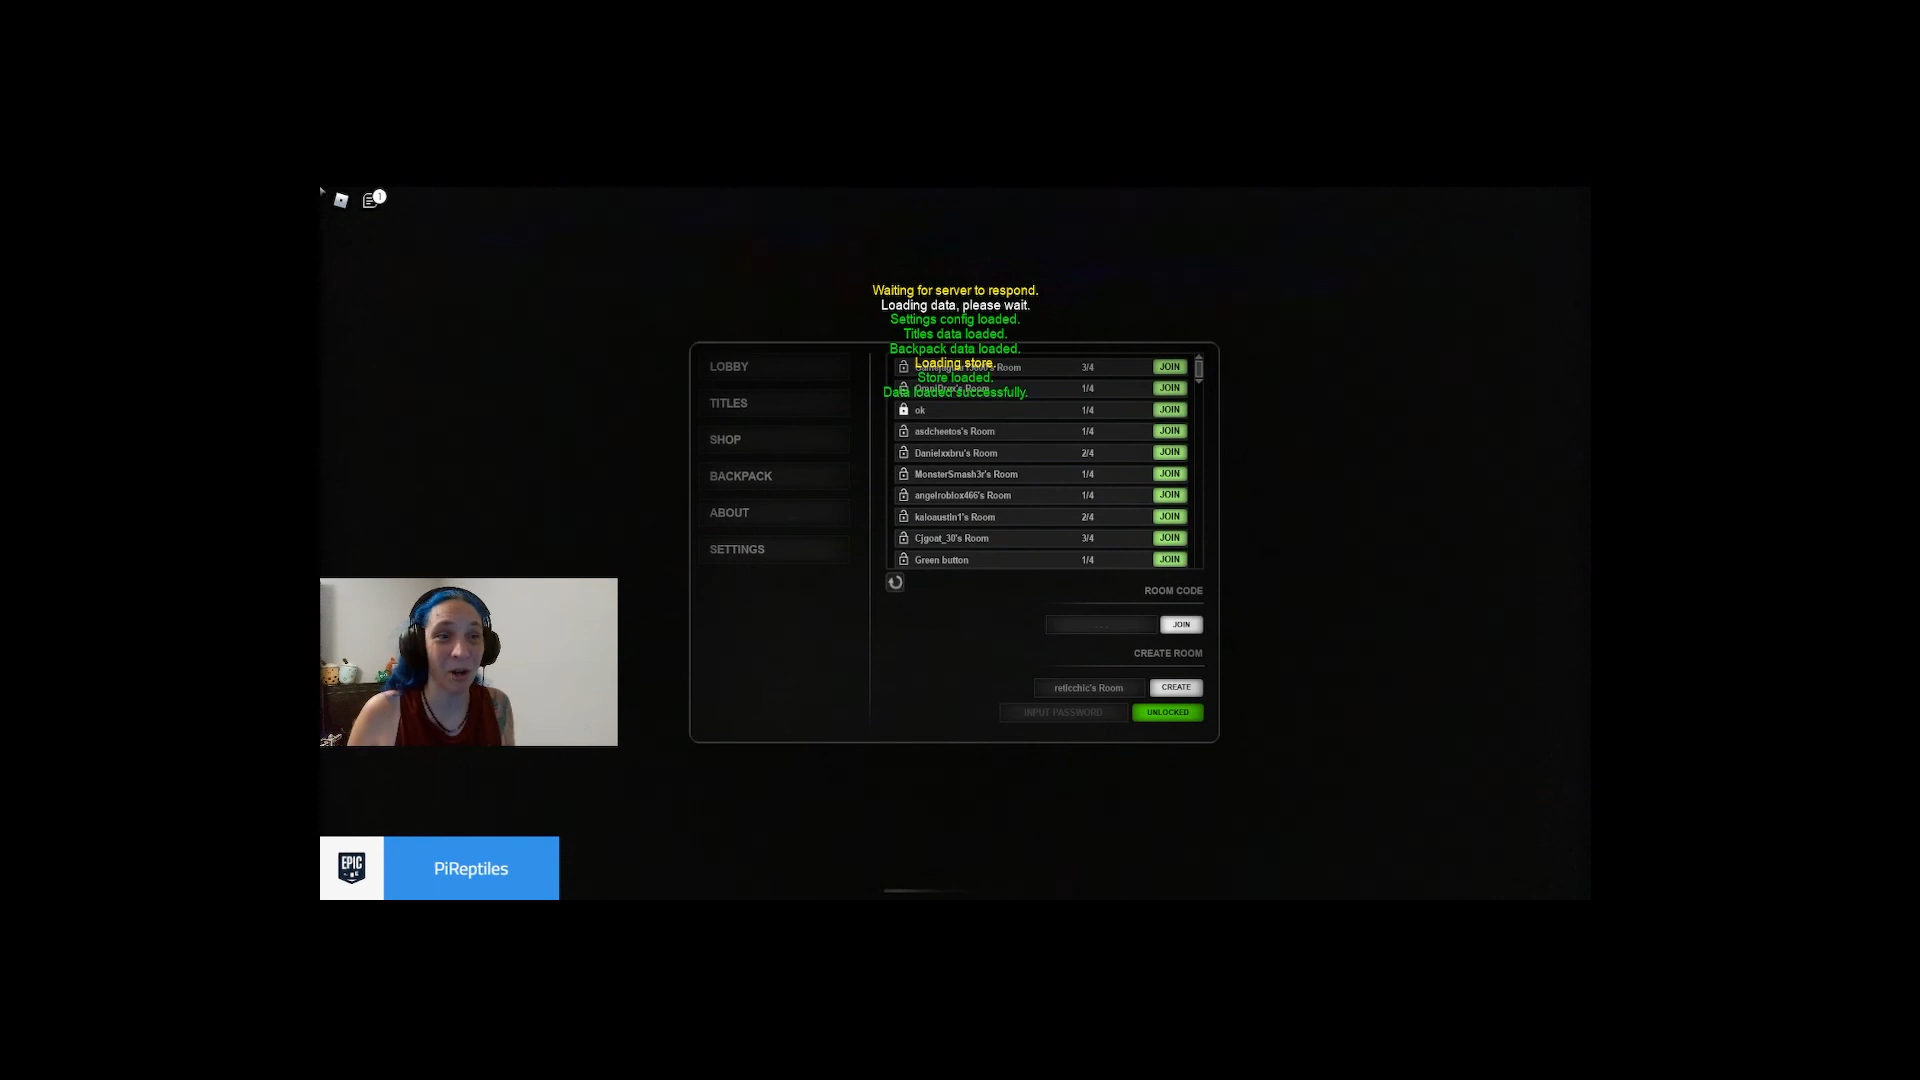 1
Waiting for server to respond.
Loading data, please wait.
Settings config loaded.
Titles data loaded.
Backpack data loaded.
Loading store.
Store loaded.
Data loaded successfully.
LOBBY
TITLES
SHOP
BACKPACK
ABOUT
SETTINGS
Room 3/4 JOIN
OmniDrax's Room 1/4 JOIN
ok 1/4 JOIN
asdcheetos's Room 1/4 JOIN
Danielxxbru's Room 2/4 JOIN
MonsterSmash3r's Room 1/4 JOIN
angelroblox466's Room 1/4 JOIN
kaloaustin1's Room 2/4 JOIN
Cjgoat_30's Room 3/4 JOIN
Green button 1/4 JOIN
ROOM CODE
... JOIN
CREATE ROOM
reticchic's Room CREATE
INPUT PASSWORD UNLOCKED
EPIC
PiReptiles